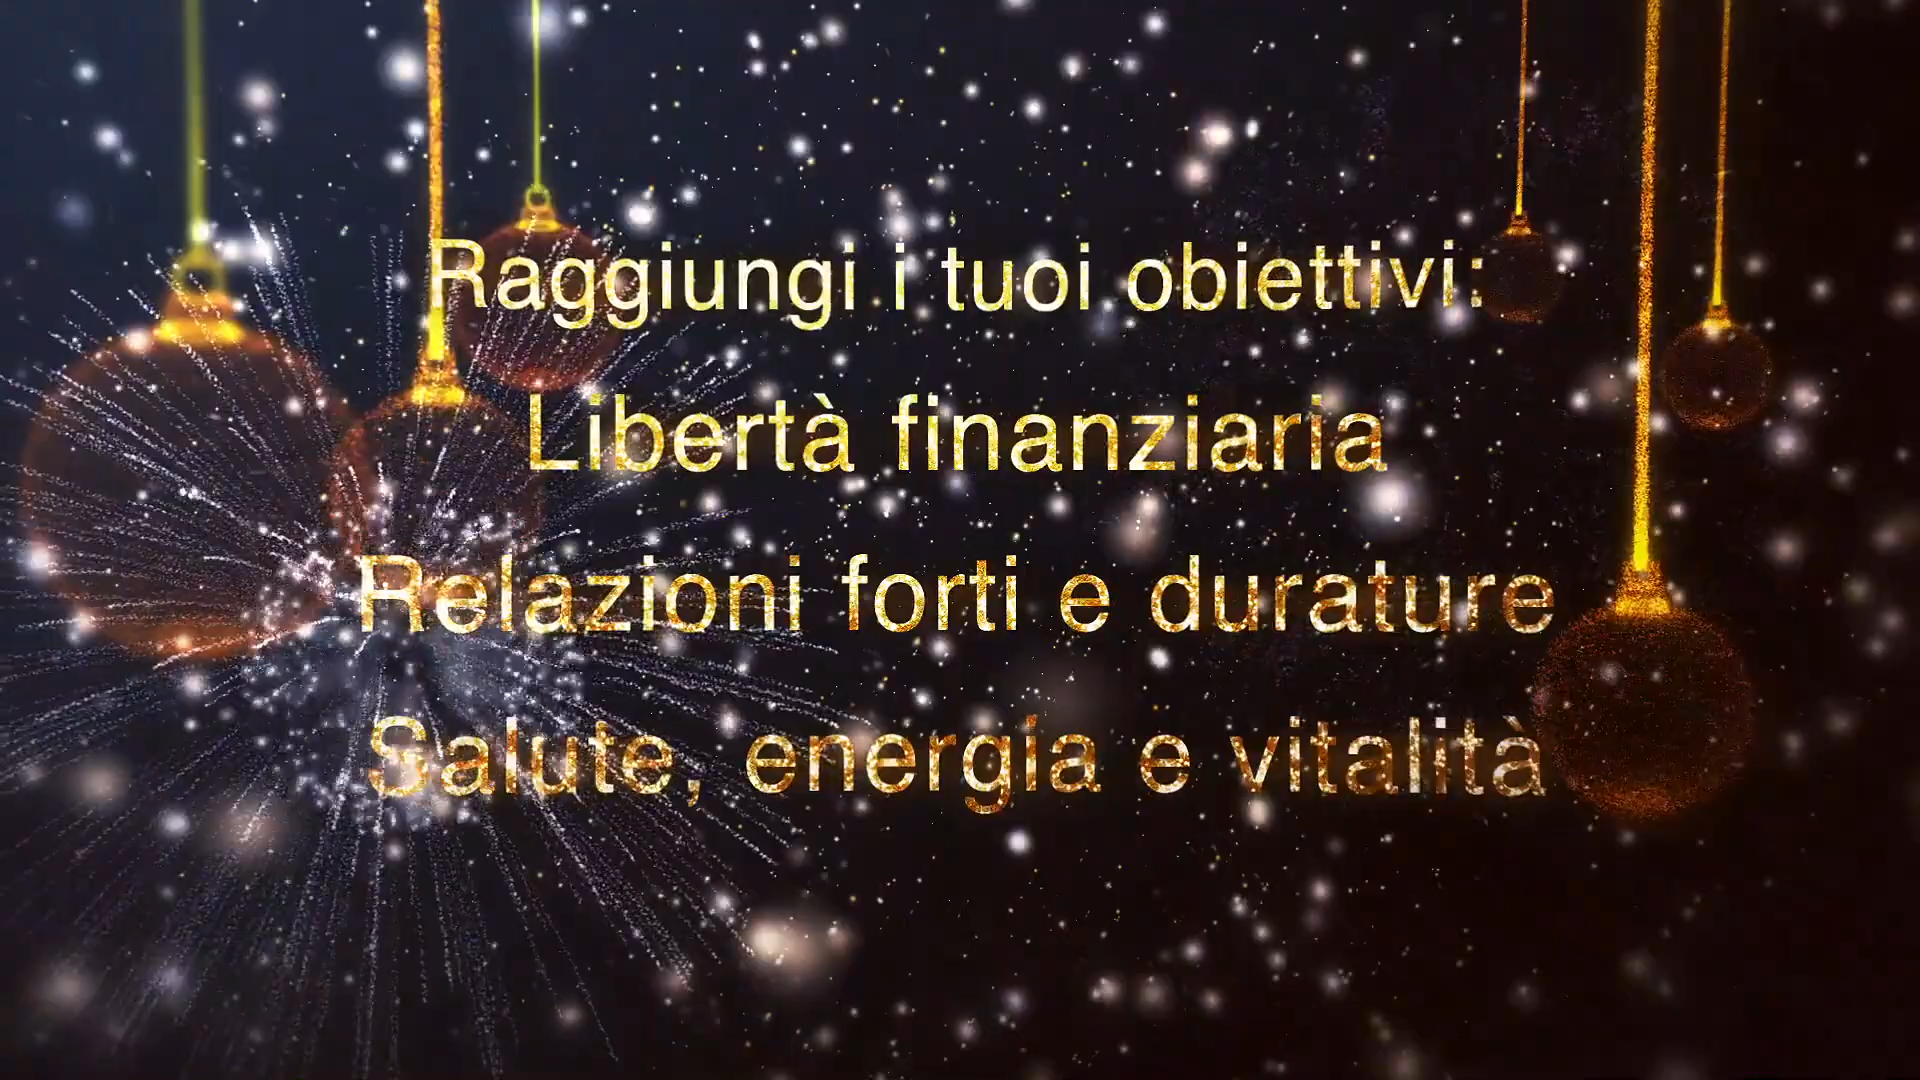 Raggiungi i tuoi obiettivi:
Libertà finanziaria
Relazioni forti e durature
Salute, energia e vitalità